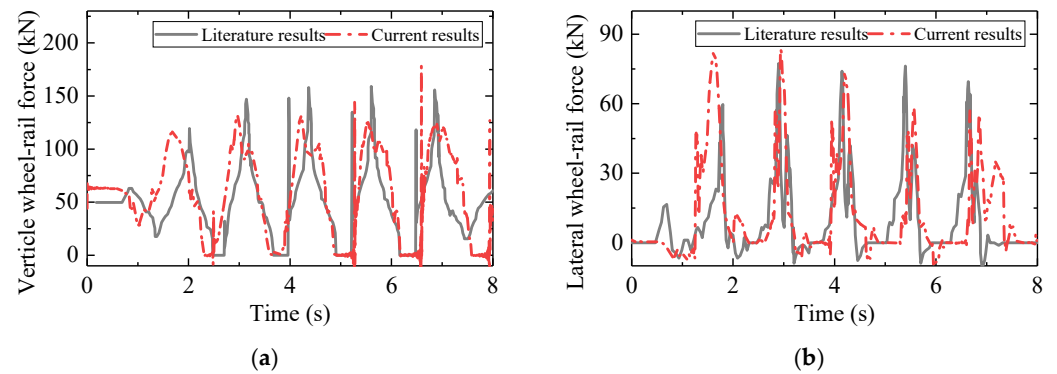 Verticle wheel-rail force (kN)
200
150
100
50
0
Literature results
Current results
0 2 4 6 8
Time (s)
(a)
Lateral wheel-rail force (kN)
90
60
30
0
Literature results
Current results
0 2 4 6 8
Time (s)
(b)